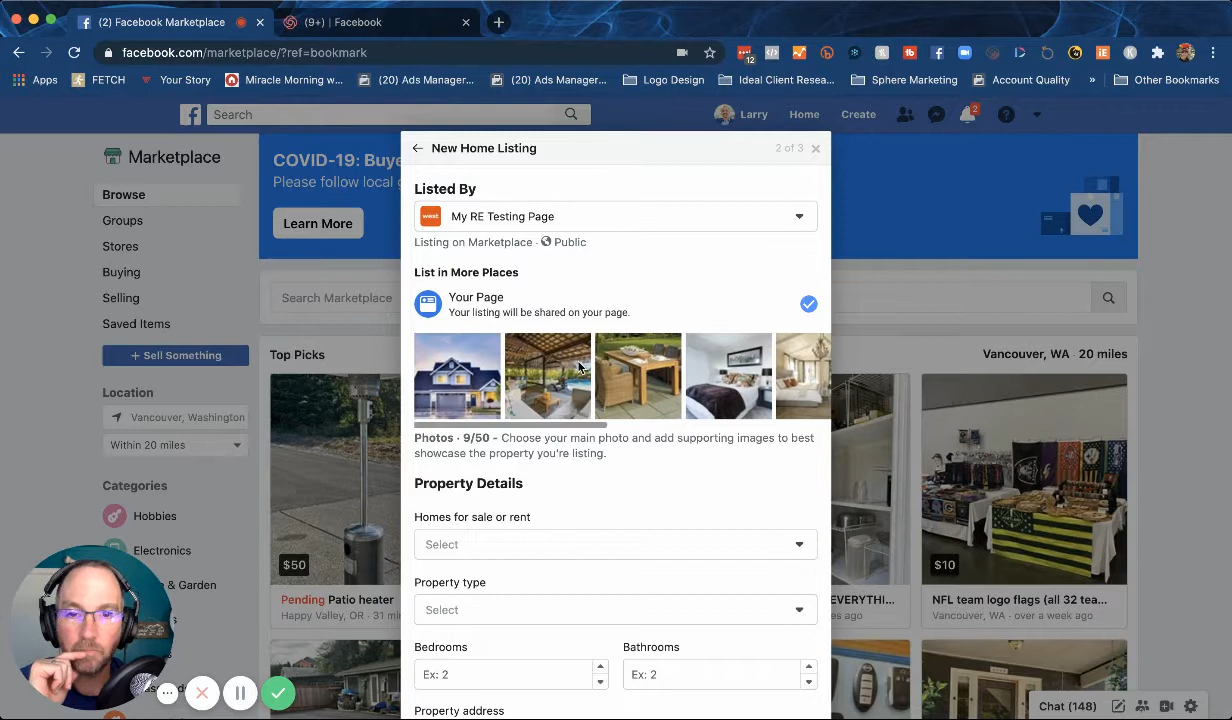 (2) Facebook Marketplace
(9+) | Facebook
facebook.com/marketplace/?ref=bookmark
12
Apps
FETCH
Your Story
Miracle Morning w...
(20) Ads Manager...
(20) Ads Manager...
Logo Design
Ideal Client Resea...
Sphere Marketing
Account Quality
»
Other Bookmarks
Search
Larry
Home
Create
2
Marketplace
COVID-19: Buye
Please follow local g
Learn More
Browse
Groups
Stores
Buying
Selling
Saved Items
+ Sell Something
Location
Vancouver, Washington
Within 20 miles
Categories
Hobbies
Electronics
& Garden
Search Marketplace
Top Picks
Vancouver, WA · 20 miles
$50
Pending Patio heater
Happy Valley, OR · 31 min
EVERYTHI...
es ago
$10
NFL team logo flags (all 32 tea...
Vancouver, WA · over a week ago
New Home Listing
2 of 3
Listed By
west
My RE Testing Page
Listing on Marketplace · Public
List in More Places
Your Page
Your listing will be shared on your page.
Photos · 9/50 - Choose your main photo and add supporting images to best
showcase the property you're listing.
Property Details
Homes for sale or rent
Select
Property type
Select
Bedrooms
Bathrooms
Ex: 2
Ex: 2
Property address
Chat (148)